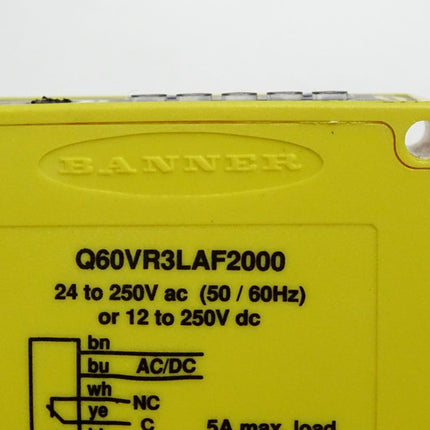 BANNER
Q60VR3LAF2000
24 to 250V ac (50 / 60Hz)
or 12 to 250V dc
bn
bu AC/DC
wh
NC
ye
C
5A max. load